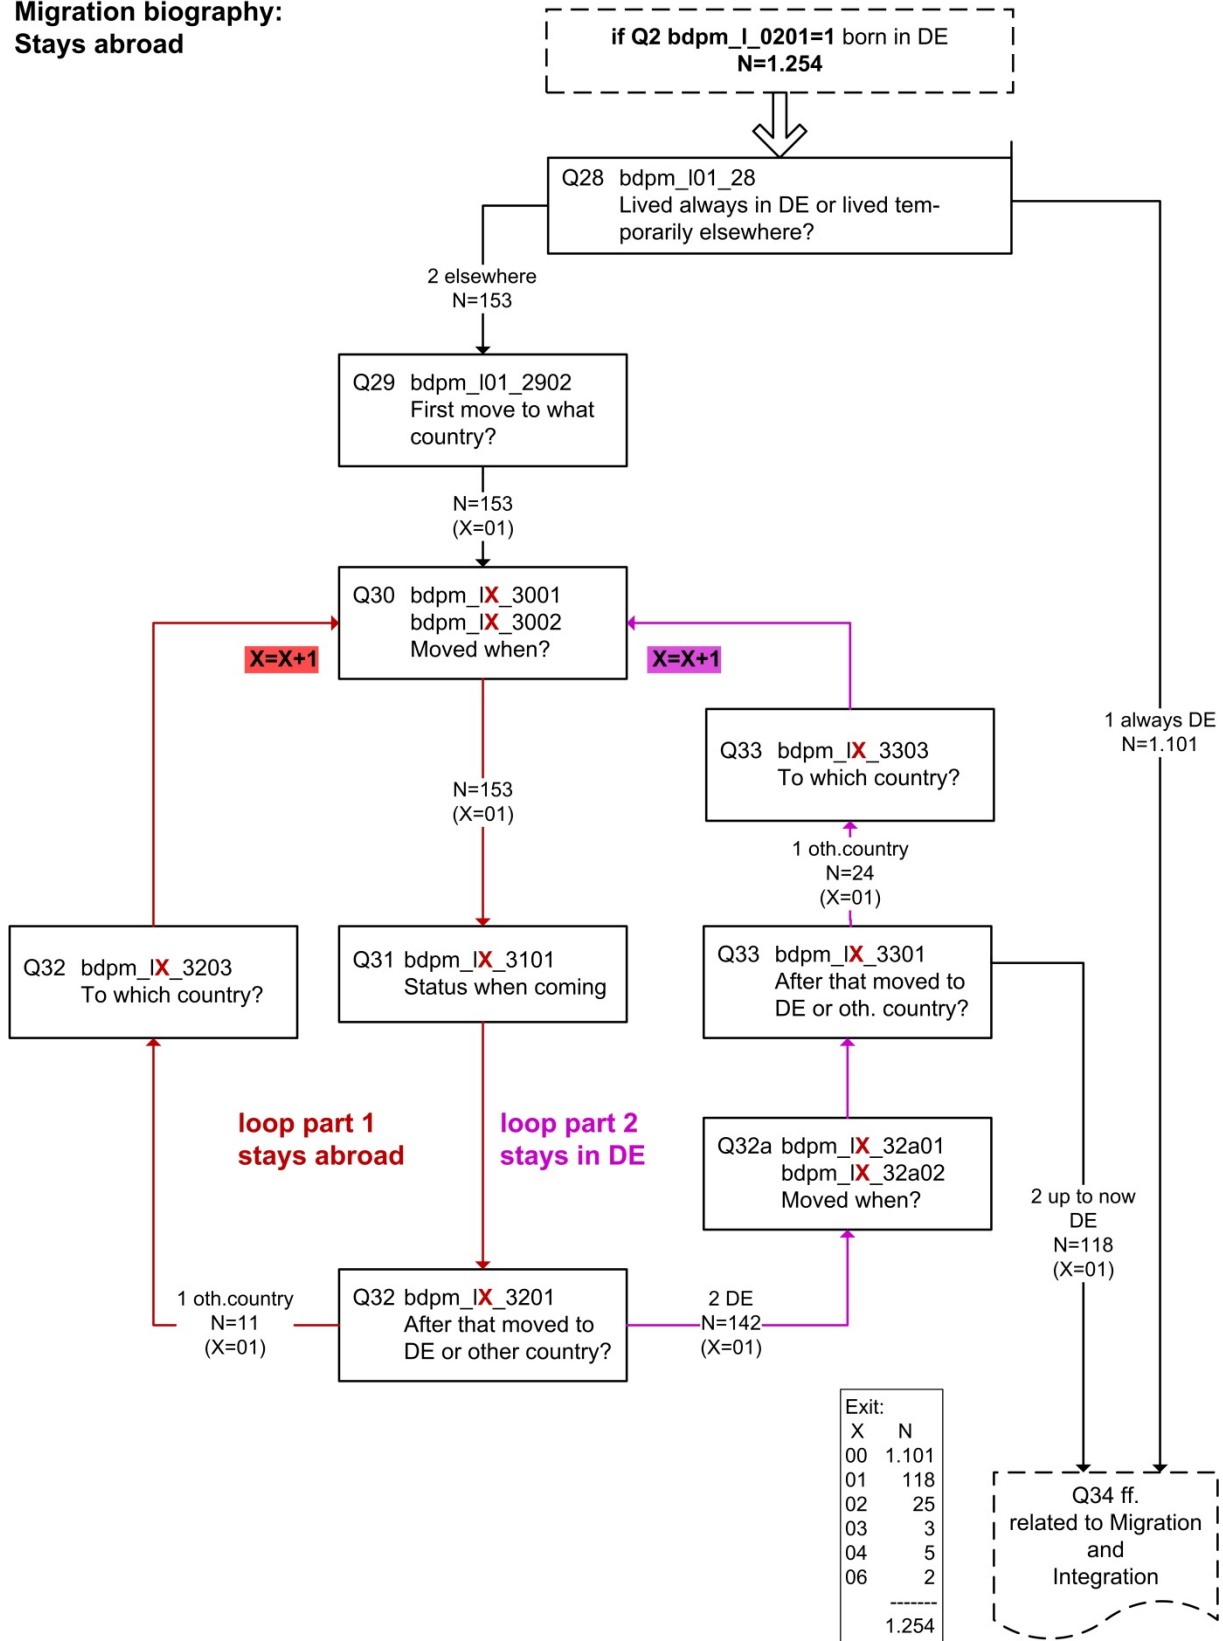 Migration biography:
Stays abroad
if Q2 bdpm_l_0201=1 born in DE
N=1.254
Q28 bdpm_l01_28
Lived always in DE or lived tem-
porarily elsewhere?
2 elsewhere
N=153
Q29 bdpm_l01_2902
First move to what
country?
N=153
(X=01)
Q30 bdpm_lX_3001
bdpm_lX_3002
Moved when?
X=X+1
X=X+1
Q33 bdpm_lX_3303
To which country?
1 always DE
N=1.101
N=153
(X=01)
1 oth.country
N=24
(X=01)
Q32 bdpm_lX_3203
To which country?
Q31 bdpm_lX_3101
Status when coming
Q33 bdpm_lX_3301
After that moved to
DE or oth. country?
loop part 1
stays abroad
loop part 2
stays in DE
Q32a bdpm_lX_32a01
bdpm_lX_32a02
Moved when?
2 up to now
DE
N=118
(X=01)
1 oth.country
N=11
(X=01)
Q32 bdpm_lX_3201
After that moved to
DE or other country?
2 DE
N=142
(X=01)
Exit:
X N
00 1.101
01 118
02 25
03 3
04 5
06 2
-------
1.254
Q34 ff.
related to Migration
and
Integration